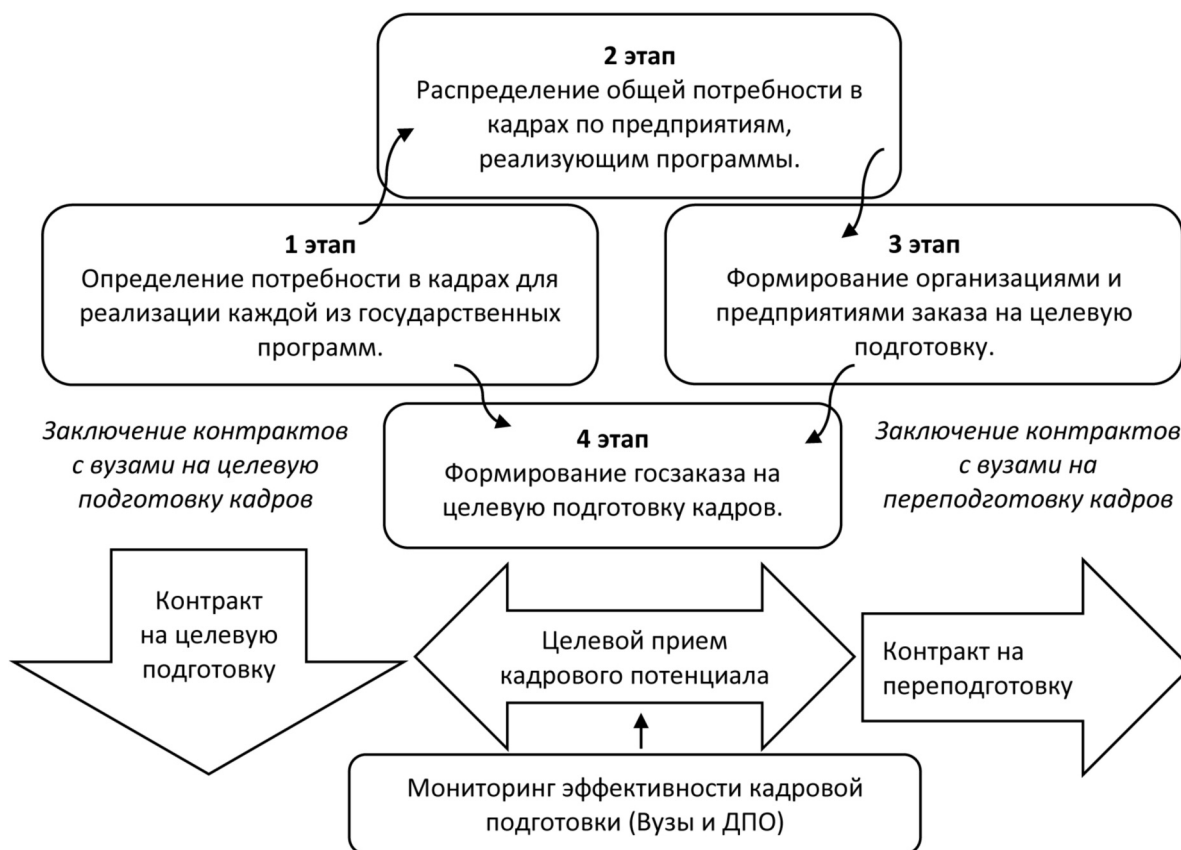 2 этап
Распределение общей потребности в
кадрах по предприятиям,
реализующим программы.
1 этап
Определение потребности в кадрах для
реализации каждой из государственных
программ.
3 этап
Формирование организациями и
предприятиями заказа на целевую
подготовку.
Заключение контрактов
с вузами на целевую
подготовку кадров
4 этап
Формирование госзаказа на
целевую подготовку кадров.
Заключение контрактов
с вузами на
переподготовку кадров
Контракт
на целевую
подготовку
Целевой прием
кадрового потенциала
Контракт на
переподготовку
Мониторинг эффективности кадровой
подготовки (Вузы и ДПО)